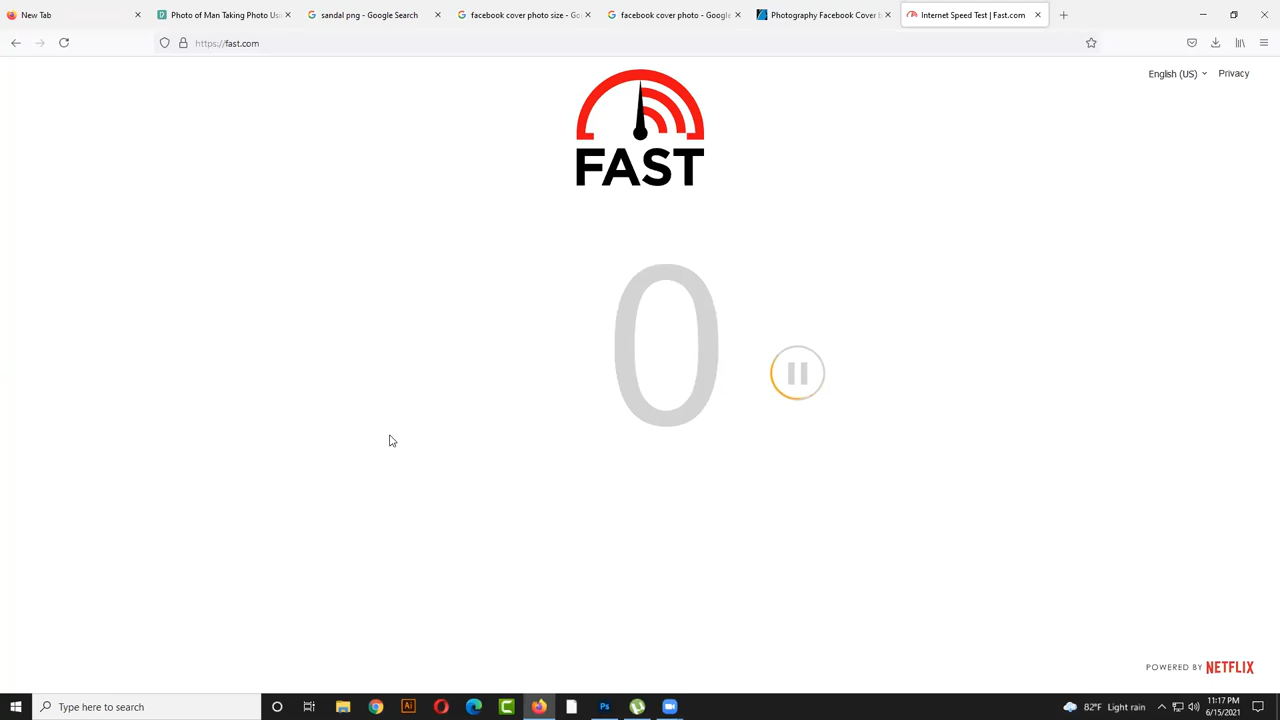 New Tab
Photo of Man Taking Photo Us
sandal png - Google Search
facebook cover photo size - Go
facebook cover photo - Google
Photography Facebook Cover b
Internet Speed Test | Fast.com
https://fast.com
English (US)
Privacy
FAST
0
POWERED BY NETFLIX
Type here to search
Ai
Ps
82°F Light rain
11:17 PM
6/15/2021